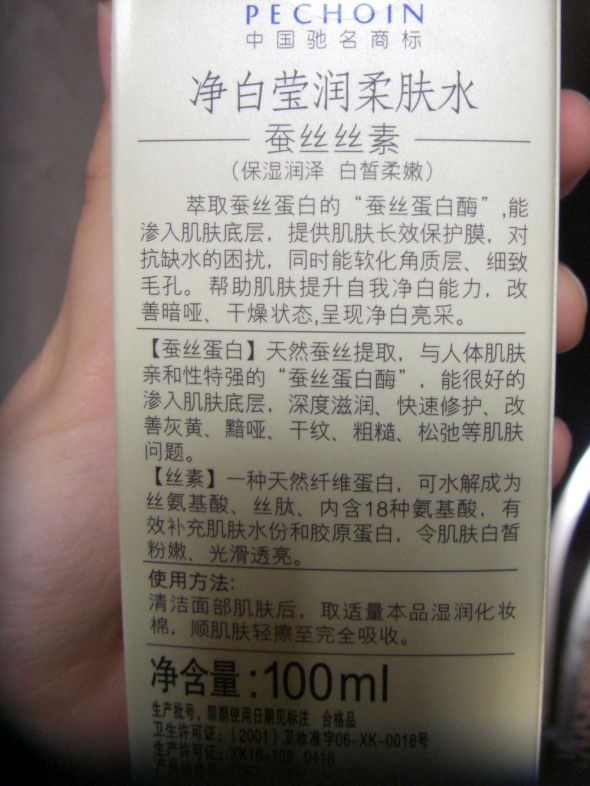 PECHOIN
中国驰名商标
净白莹润柔肤水
蚕丝丝素
(保湿润泽 白皙柔嫩)
萃取蚕丝蛋白的“蚕丝蛋白酶”,能
渗入肌肤底层，提供肌肤长效保护膜，对
抗缺水的困扰，同时能软化角质层、细致
毛孔。帮助肌肤提升自我净白能力，改
善暗哑、干燥状态,呈现净白亮采。
【蚕丝蛋白】天然蚕丝提取，与人体肌肤
亲和性特强的“蚕丝蛋白酶”，能很好的
渗入肌肤底层，深度滋润、快速修护、改
善灰黄、黯哑、干纹、粗糙、松弛等肌肤
问题。
【丝素】一种天然纤维蛋白，可水解成为
丝氨基酸、丝肽、内含18种氨基酸，有
效补充肌肤水份和胶原蛋白，令肌肤白皙
粉嫩、光滑透亮。
使用方法:
清洁面部肌肤后，取适量本品湿润化妆
棉，顺肌肤轻擦至完全吸收。
净含量:100ml
生产批号、限期使用日期见标注 合格品
卫生许可证:(2001)卫妆准字06-XK-0018号
生产许可证:XK16-108 0418